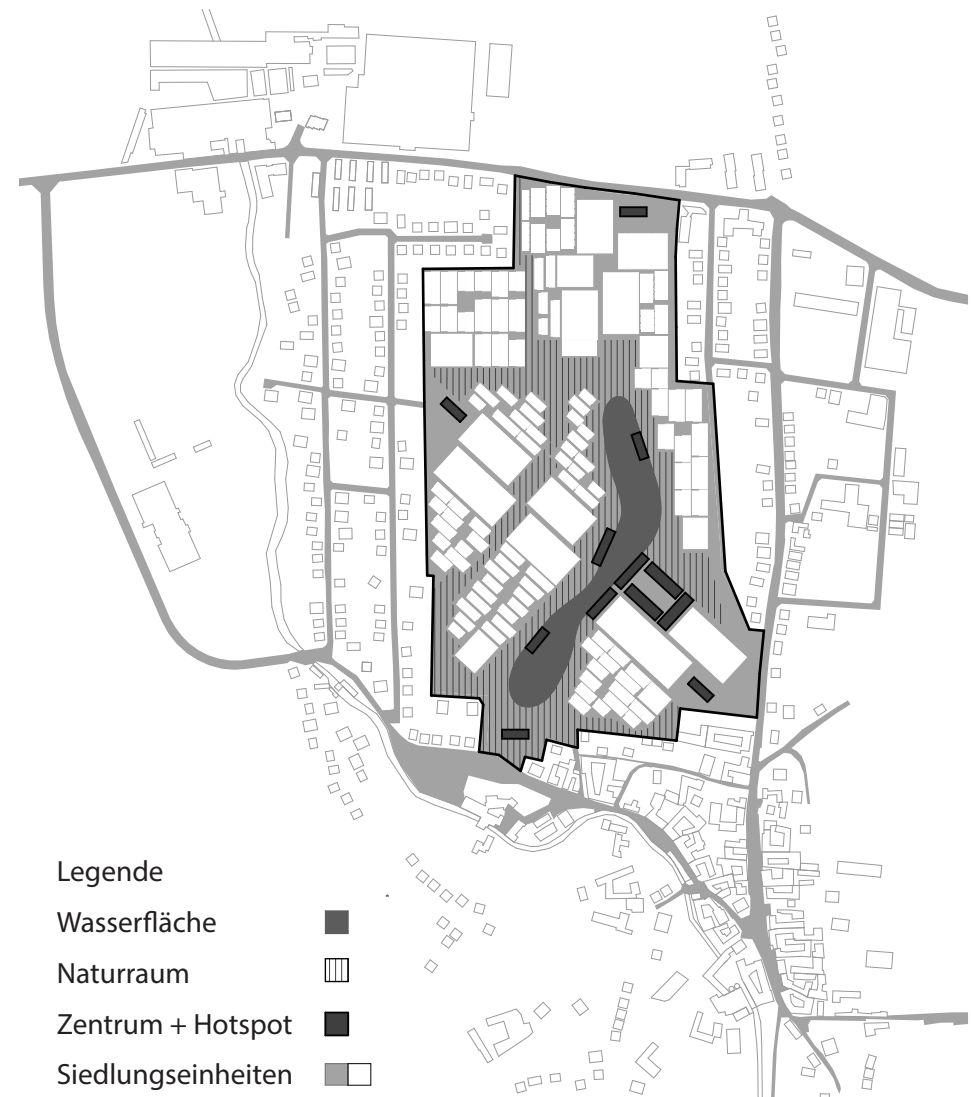 Legende
Wasserfläche
Naturraum
Zentrum + Hotspot
Siedlungseinheiten